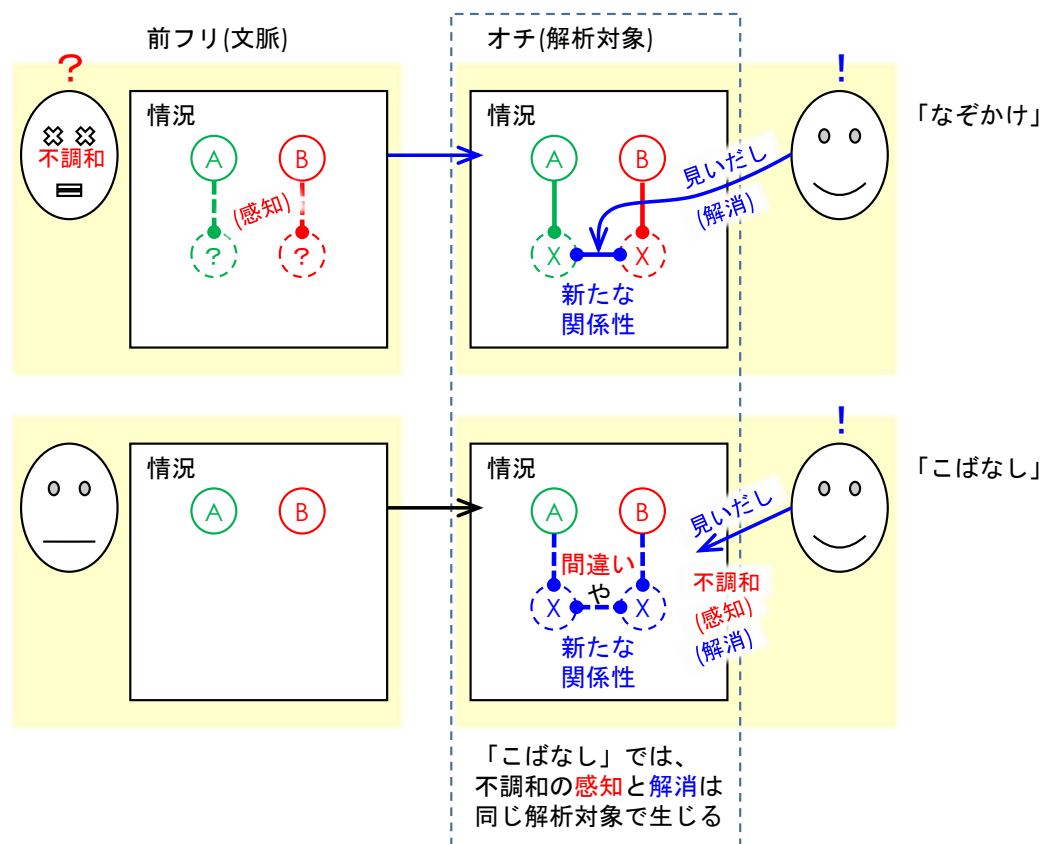 前フリ(文脈)
オチ(解析対象)
?
不調和
情況
A
B
(感知)
?
?
情況
A
B
X
X
新たな
関係性
見いだし
(解消)
!
「なぞかけ」
情況
A
B
情況
A
B
間違い
や
X
X
新たな
関係性
見いだし
不調和
(感知)
(解消)
!
「こばなし」
「こばなし」では、
不調和の感知と解消は
同じ解析対象で生じる